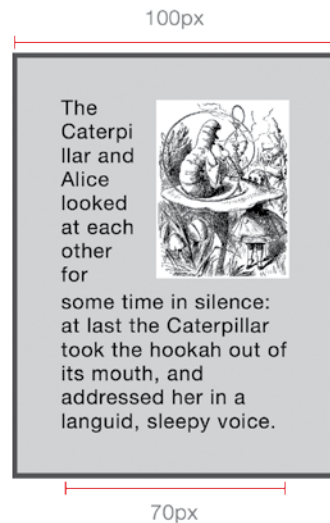 100px
The
Caterpi
llar and
Alice
looked
at each
other
for
some time in silence:
at last the Caterpillar
took the hookah out of
its mouth, and
addressed her in a
languid, sleepy voice.
70px